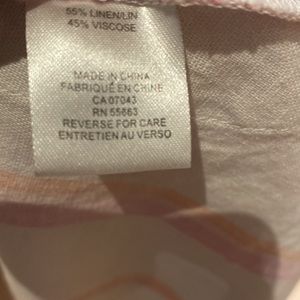 55% LINEN/LIN
45% VISCOSE
MADE IN CHINA
FABRIQUÉ EN CHINE
CA 07043
RN 55663
REVERSE FOR CARE
ENTRETIEN AU VERSO